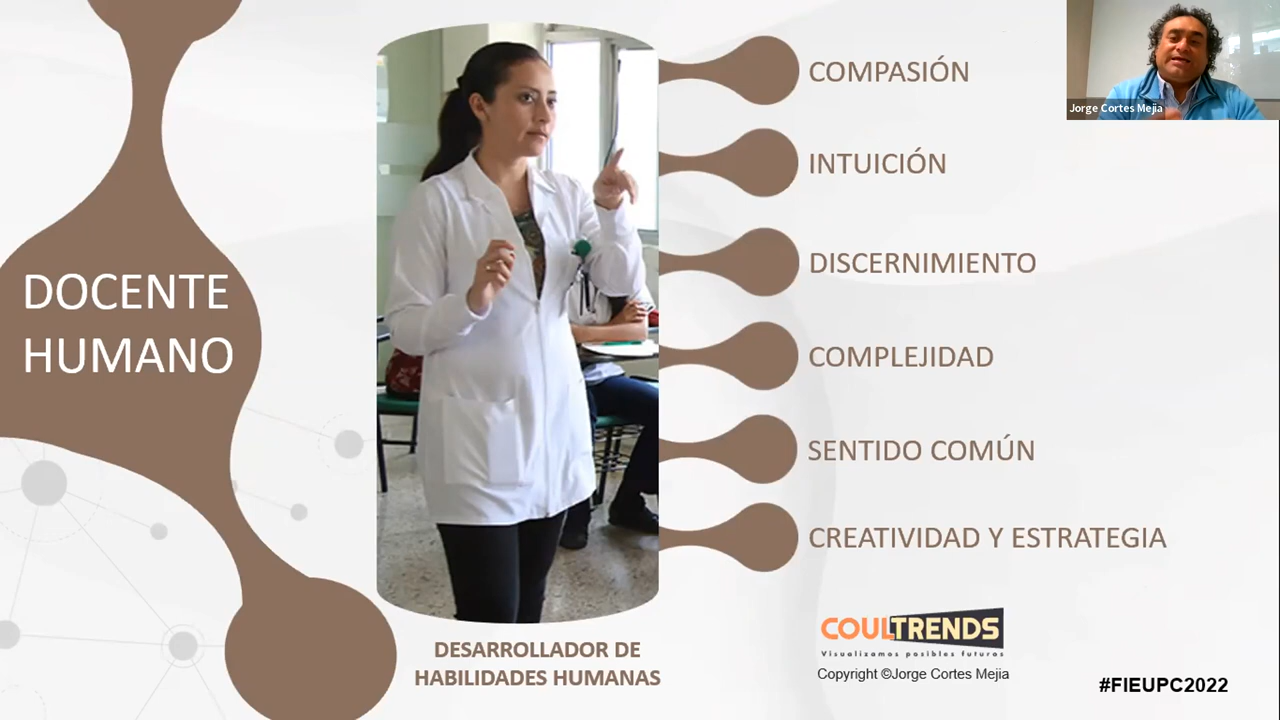 DOCENTE
HUMANO
COMPASIÓN
INTUICIÓN
DISCERNIMIENTO
COMPLEJIDAD
SENTIDO COMÚN
CREATIVIDAD Y ESTRATEGIA
DESARROLLADOR DE
HABILIDADES HUMANAS
COULTRENDS
Visualizamos posibles futuros
Copyright ©Jorge Cortes Mejia
#FIEUPC2022
Jorge Cortes Mejia